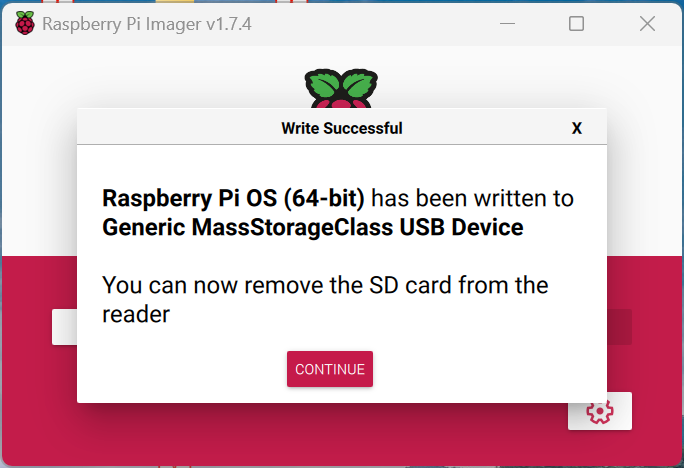 Raspberry Pi Imager v1.7.4
Write Successful
X
Raspberry Pi OS (64-bit) has been written to
Generic MassStorageClass USB Device
You can now remove the SD card from the
reader
CONTINUE